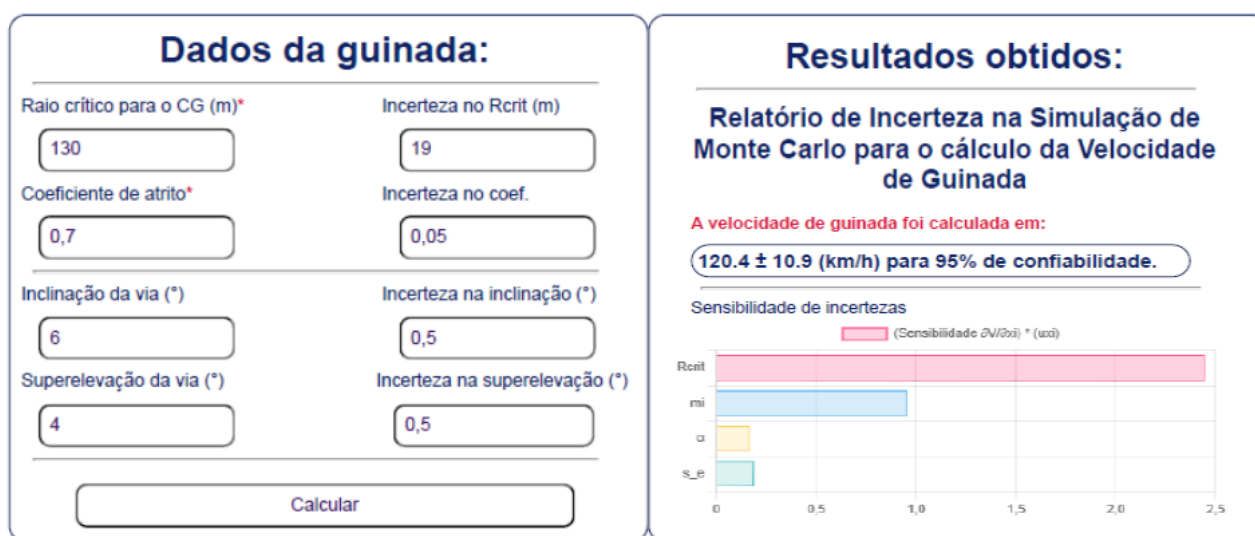 Dados da guinada:
Raio crítico para o CG (m)*
Incerteza no Rcrit (m)
130
19
Coeficiente de atrito*
Incerteza no coef.
0,7
0,05
Inclinação da via (°)
Incerteza na inclinação (°)
6
0,5
Superelevação da via (°)
Incerteza na superelevação (°)
4
0,5
Calcular
Resultados obtidos:
Relatório de Incerteza na Simulação de
Monte Carlo para o cálculo da Velocidade
de Guinada
A velocidade de guinada foi calculada em:
120.4 ± 10.9 (km/h) para 95% de confiabilidade.
Sensibilidade de incertezas
(Sensibilidade ∂V/∂xi) * (uxi)
Rcrit
mi
α
s_e
0 0,5 1,0 1,5 2,0 2,5